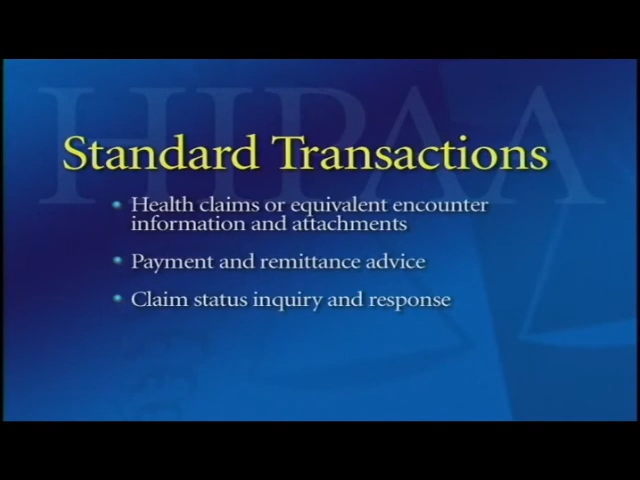 HIPAA
Standard Transactions
Health claims or equivalent encounter
information and attachments
Payment and remittance advice
Claim status inquiry and response